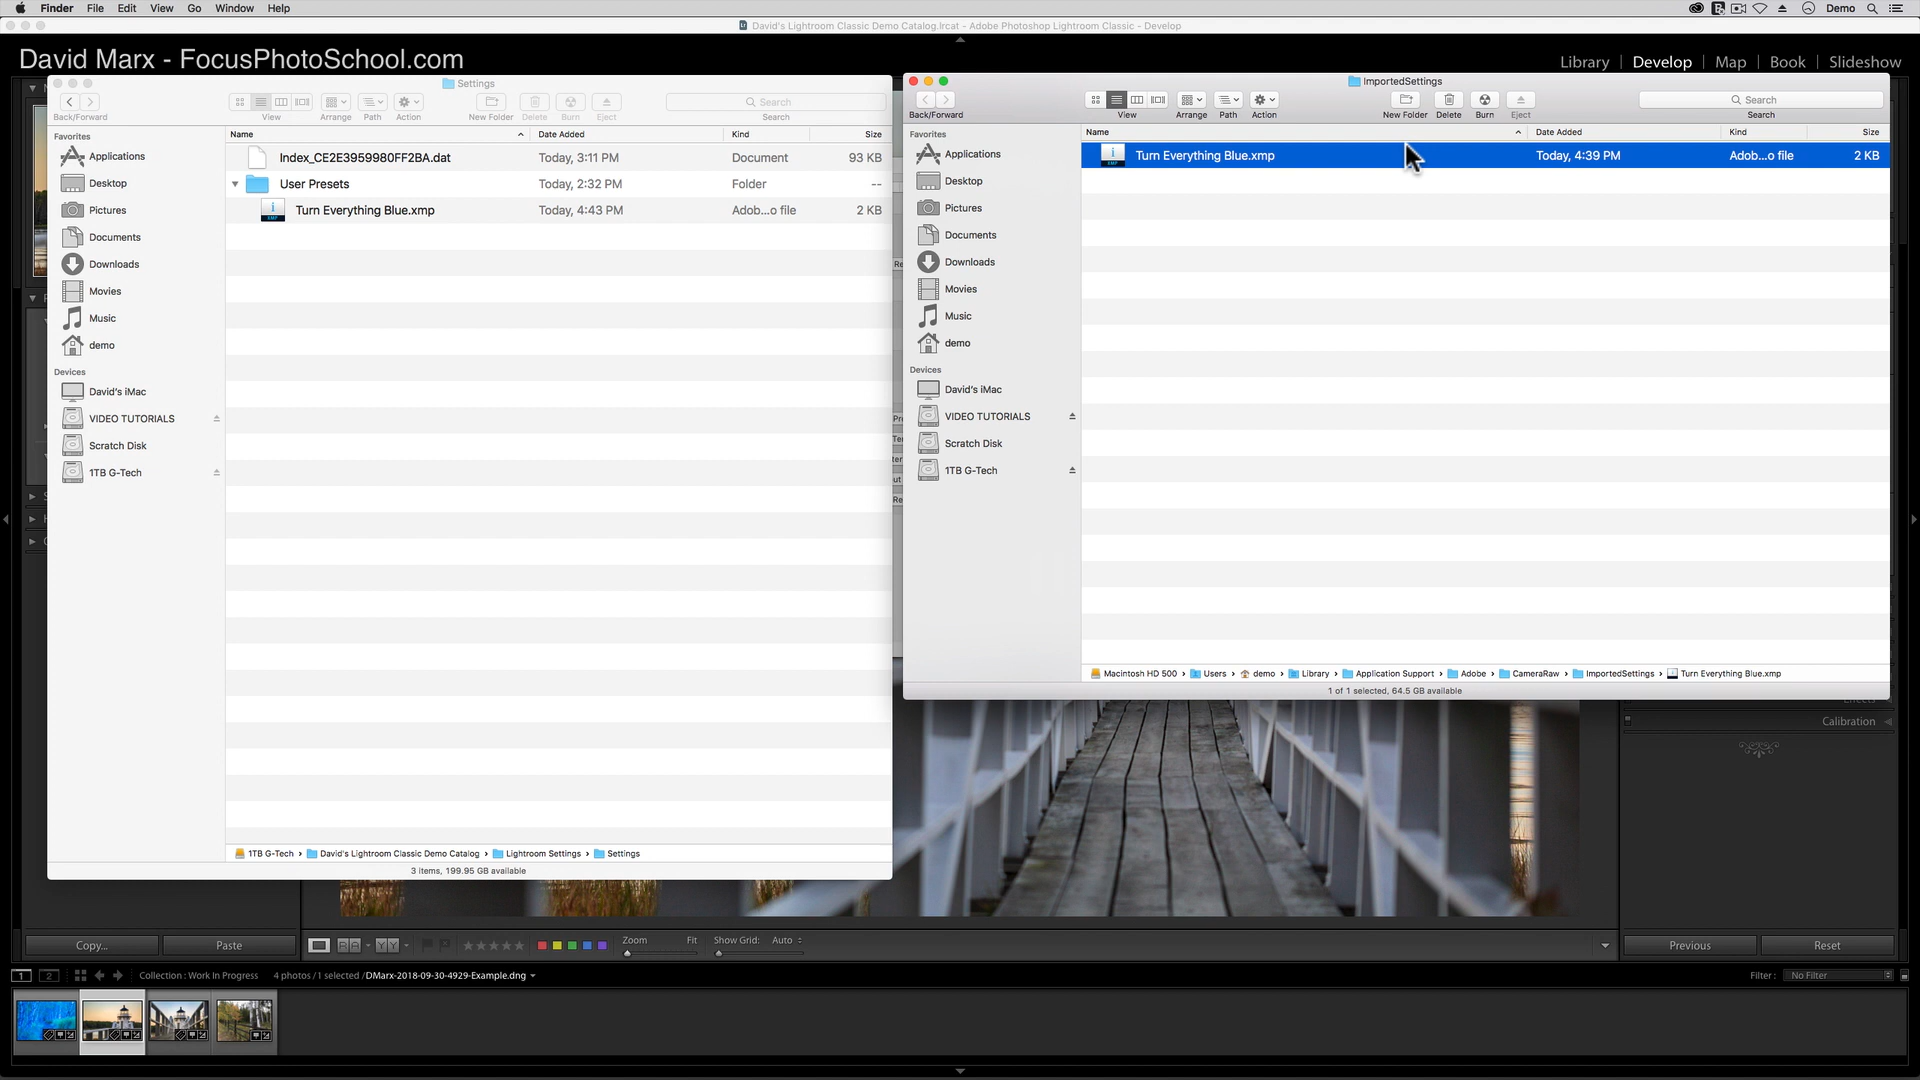 Finder File Edit View Go Window Help Demo
David's Lightroom Classic Demo Catalog.lrcat - Adobe Photoshop Lightroom Classic - Develop
David Marx - FocusPhotoSchool.com
Library | Develop | Map | Book | Slideshow
Settings
Back/Forward View Arrange Path Action New Folder Delete Burn Eject Search
Search
Favorites
Applications
Desktop
Pictures
Documents
Downloads
Movies
Music
demo
Devices
David's iMac
VIDEO TUTORIALS
Scratch Disk
1TB G-Tech
Name Date Added Kind Size
Index_CE2E3959980FF2BA.dat Today, 3:11 PM Document 93 KB
User Presets Today, 2:32 PM Folder --
Turn Everything Blue.xmp Today, 4:43 PM Adob...o file 2 KB
1TB G-Tech › David's Lightroom Classic Demo Catalog › Lightroom Settings › Settings
3 items, 199.95 GB available
ImportedSettings
Back/Forward View Arrange Path Action New Folder Delete Burn Eject Search
Search
Favorites
Applications
Desktop
Pictures
Documents
Downloads
Movies
Music
demo
Devices
David's iMac
VIDEO TUTORIALS
Scratch Disk
1TB G-Tech
Name Date Added Kind Size
Turn Everything Blue.xmp Today, 4:39 PM Adob...o file 2 KB
Macintosh HD 500 › Users › demo › Library › Application Support › Adobe › CameraRaw › ImportedSettings › Turn Everything Blue.xmp
1 of 1 selected, 64.5 GB available
Calibration
Copy... Paste Zoom Fit Show Grid: Auto Previous Reset
1 2 Collection : Work In Progress 4 photos / 1 selected / DMarx-2018-09-30-4929-Example.dng Filter : No Filter